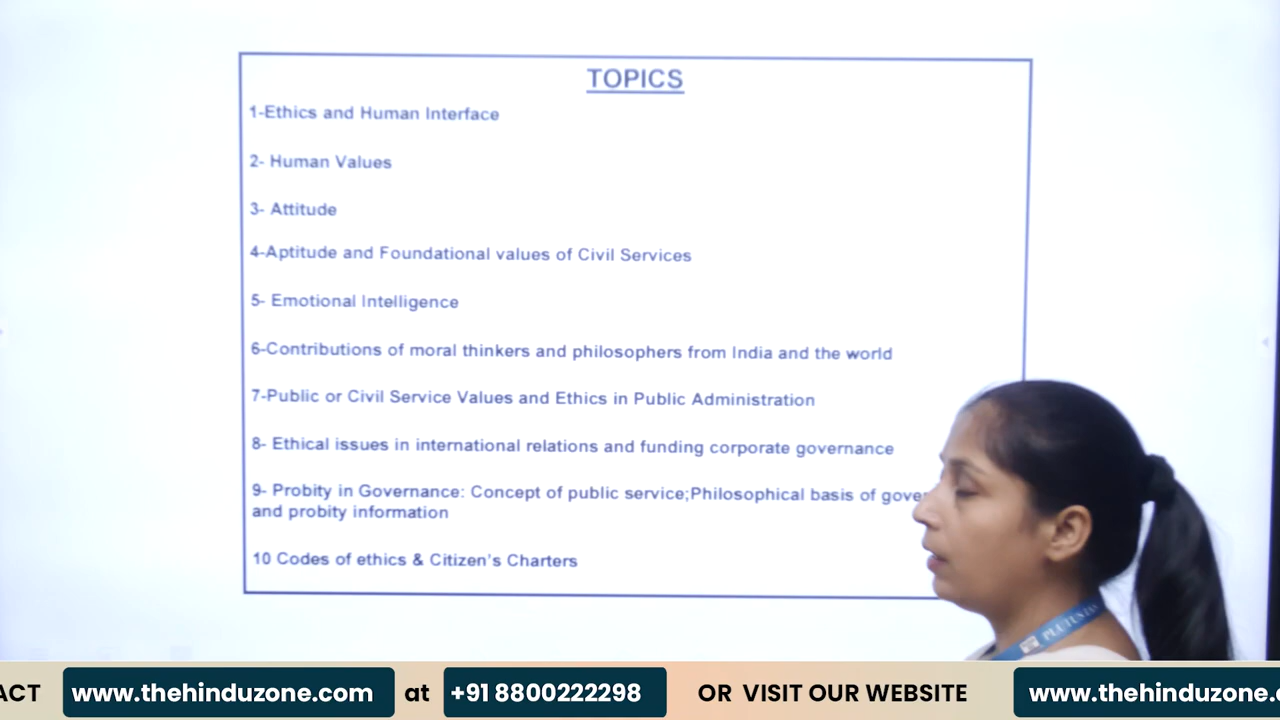 TOPICS
1-Ethics and Human Interface
2- Human Values
3- Attitude
4-Aptitude and Foundational values of Civil Services
5- Emotional Intelligence
6-Contributions of moral thinkers and philosophers from India and the world
7-Public or Civil Service Values and Ethics in Public Administration
8- Ethical issues in international relations and funding corporate governance
9- Probity in Governance: Concept of public service;Philosophical basis of
and probity information
10 Codes of ethics & Citizen's Charters
PLUTUS IAS
ACT www.thehinduzone.com at +91 8800222298 OR VISIT OUR WEBSITE www.thehinduzone.